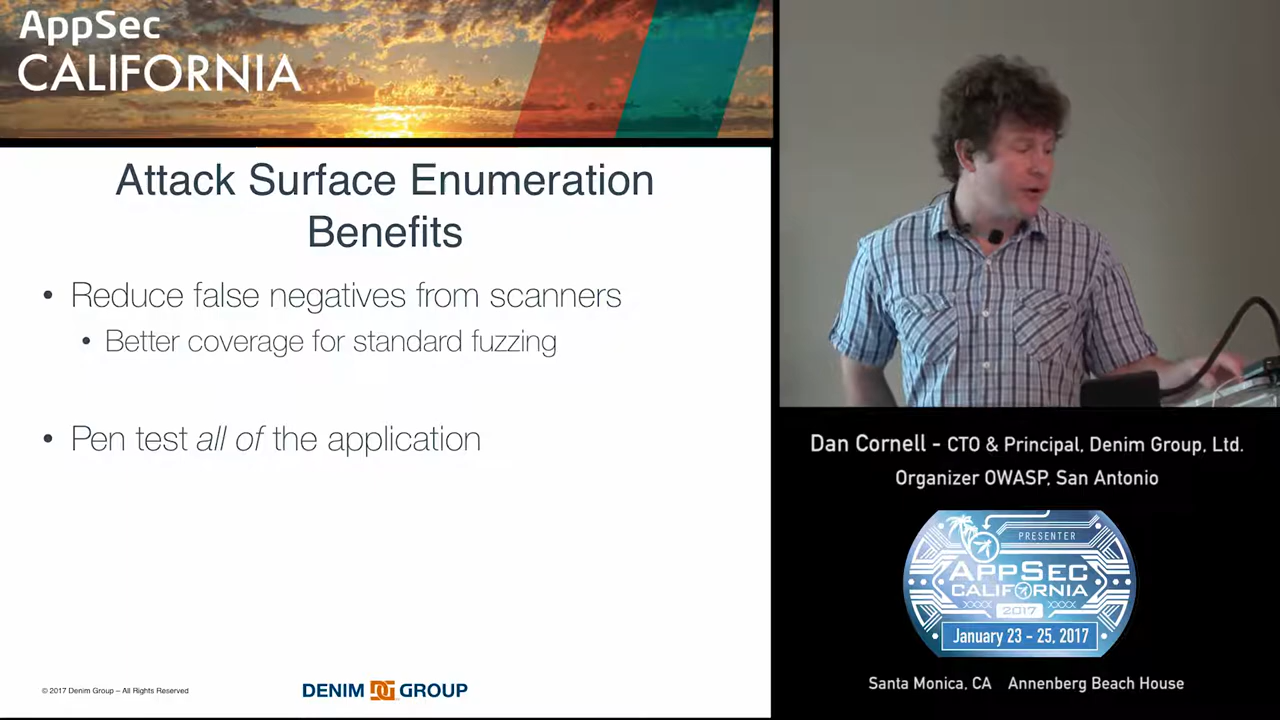 AppSec
CALIFORNIA
Attack Surface Enumeration
Benefits
• Reduce false negatives from scanners
• Better coverage for standard fuzzing
• Pen test all of the application
© 2017 Denim Group – All Rights Reserved
DENIM DG GROUP
Dan Cornell - CTO & Principal, Denim Group, Ltd.
Organizer OWASP, San Antonio
PRESENTER
APPSEC
CALIFORNIA
2017
January 23 - 25, 2017
Santa Monica, CA Annenberg Beach House